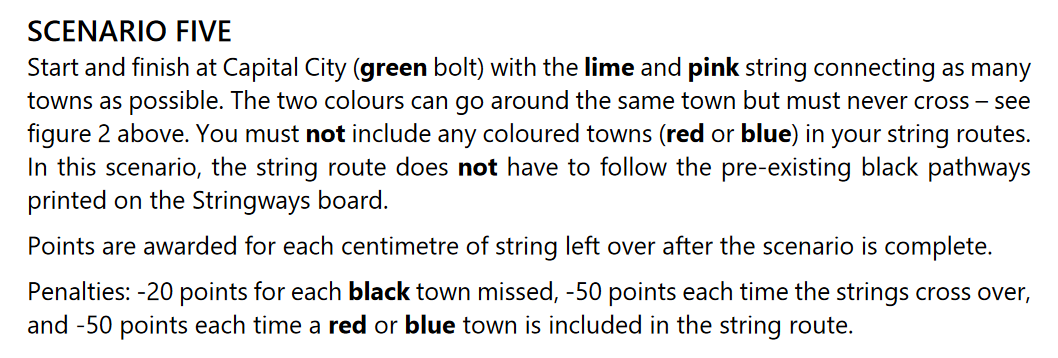 SCENARIO FIVE
Start and finish at Capital City (green bolt) with the lime and pink string connecting as many
towns as possible. The two colours can go around the same town but must never cross – see
figure 2 above. You must not include any coloured towns (red or blue) in your string routes.
In this scenario, the string route does not have to follow the pre-existing black pathways
printed on the Stringways board.
Points are awarded for each centimetre of string left over after the scenario is complete.
Penalties: -20 points for each black town missed, -50 points each time the strings cross over,
and -50 points each time a red or blue town is included in the string route.